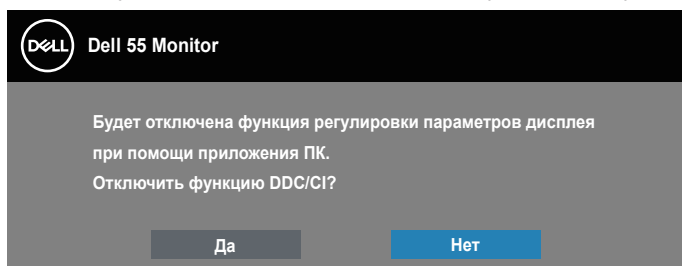 DELL Dell 55 Monitor
Будет отключена функция регулировки параметров дисплея
при помощи приложения ПК.
Отключить функцию DDC/CI?
Да Нет